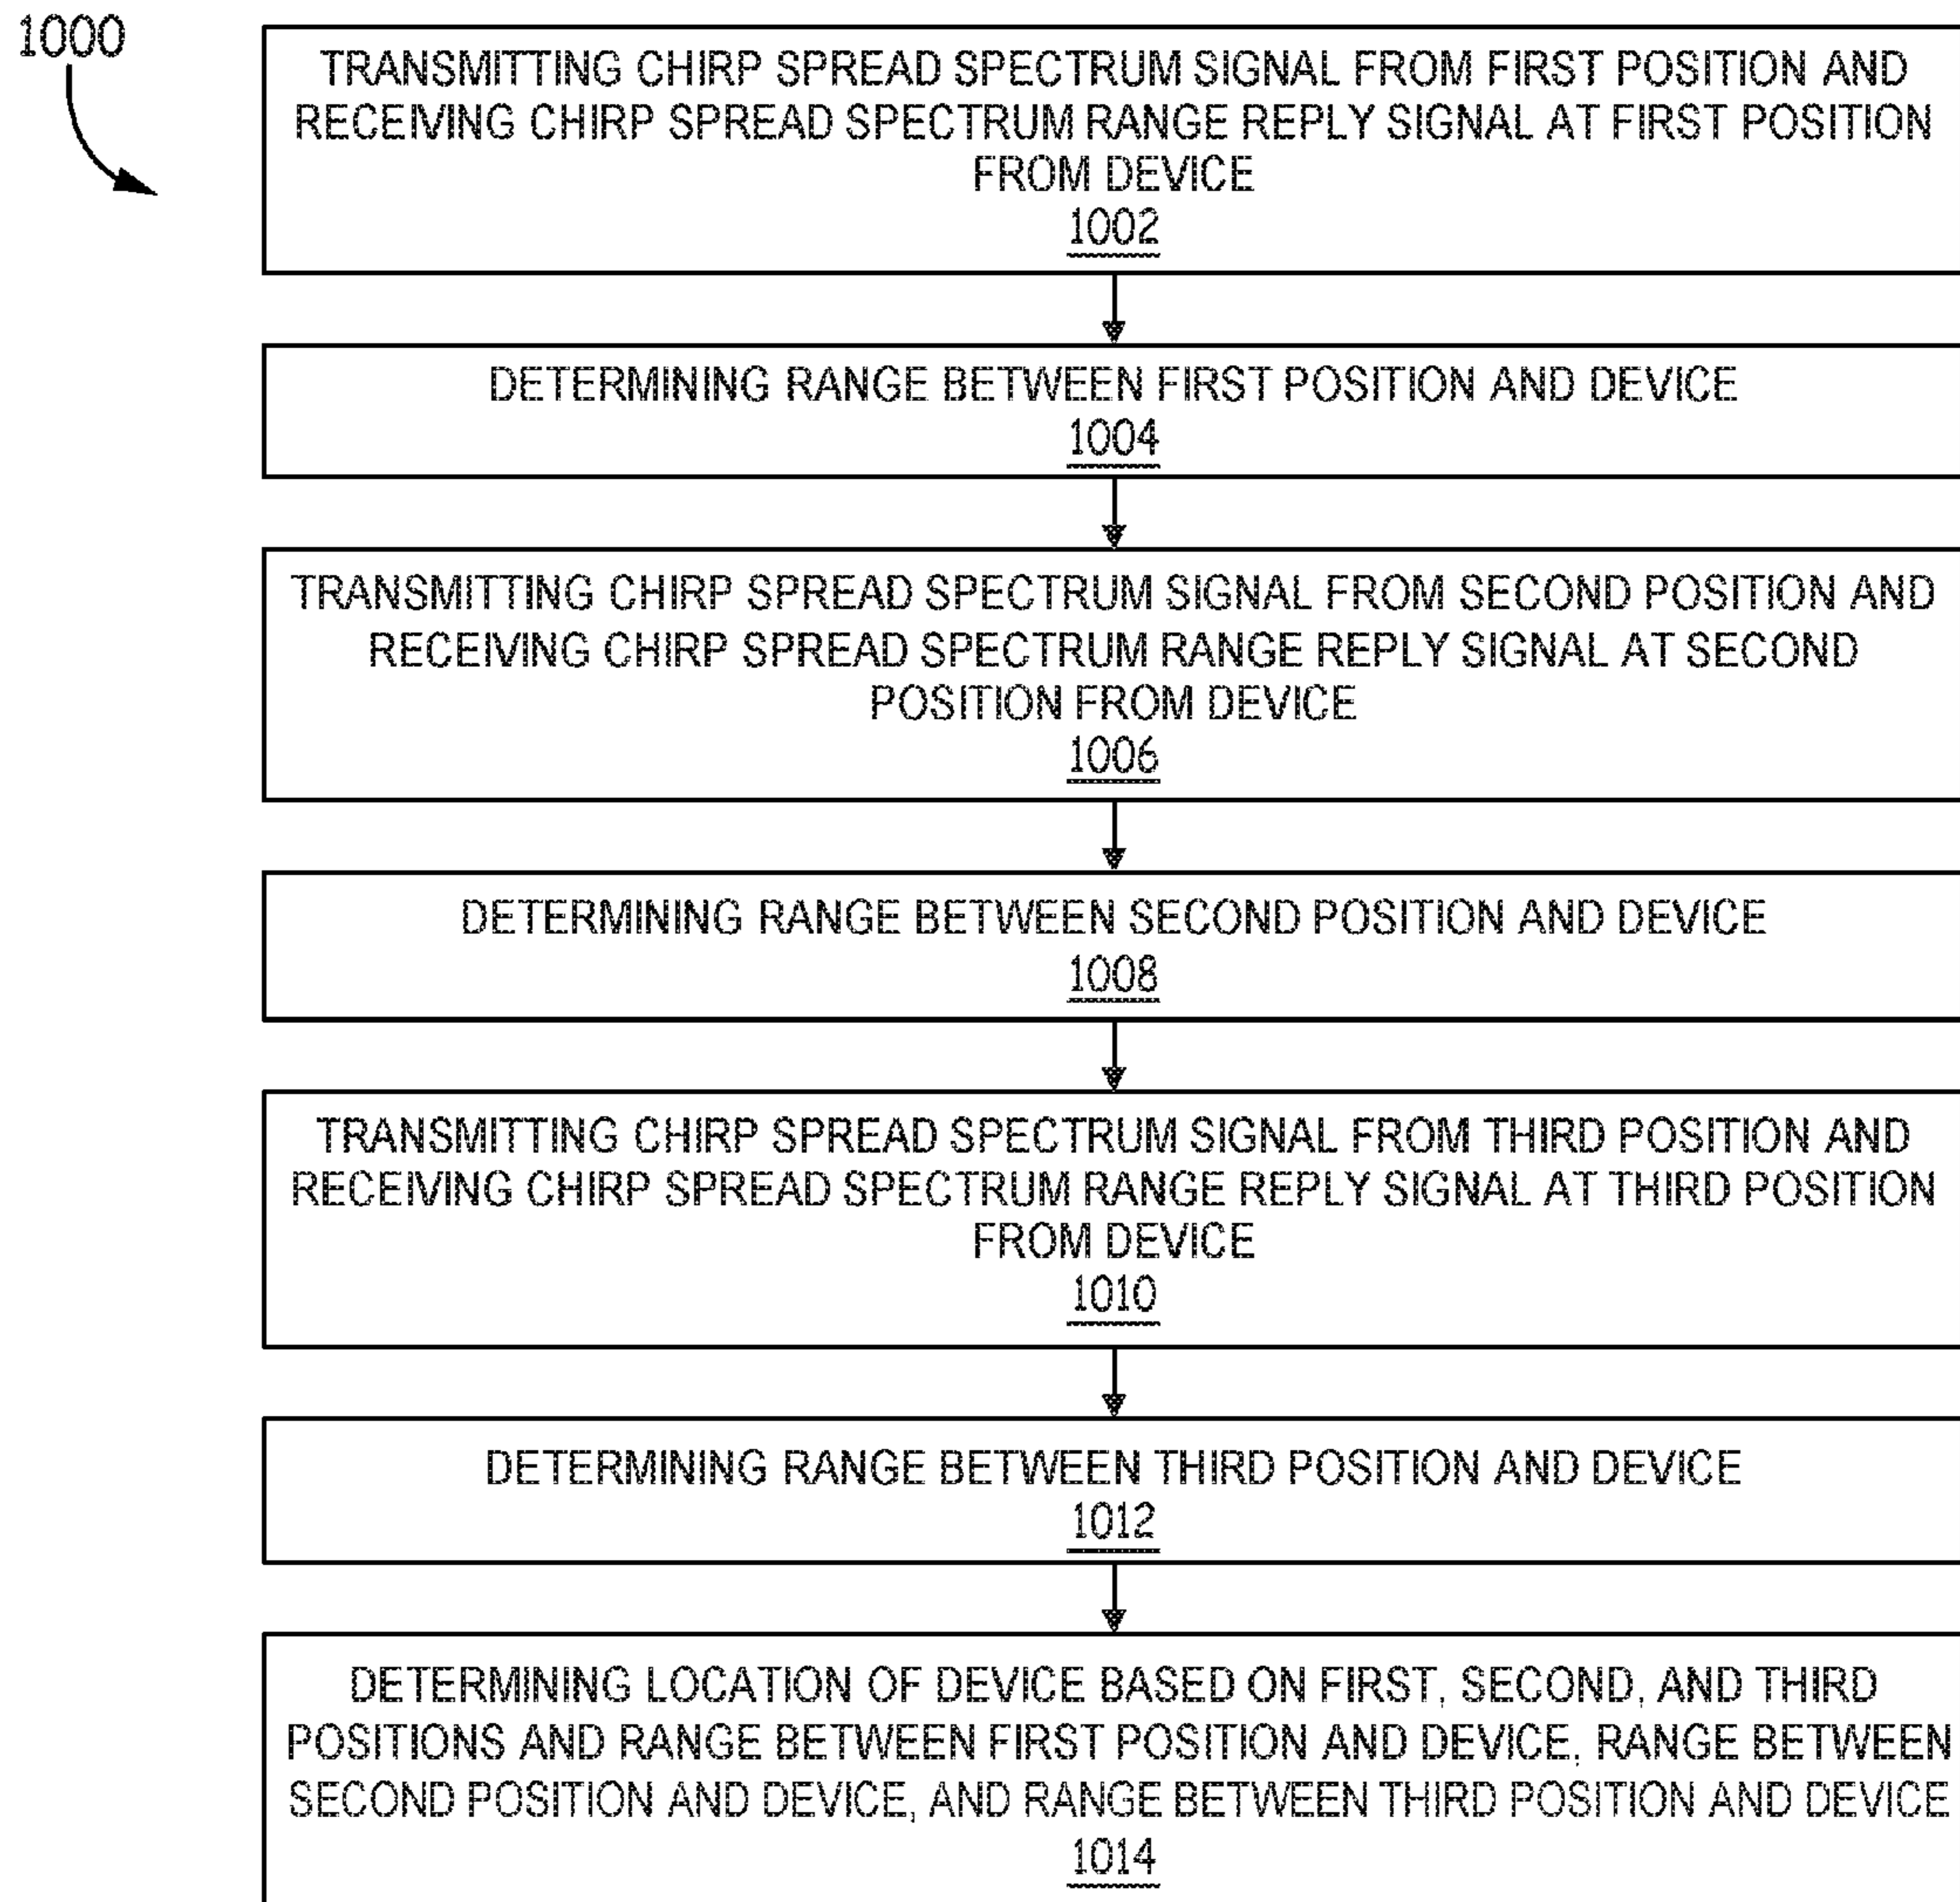 1000
TRANSMITTING CHIRP SPREAD SPECTRUM SIGNAL FROM FIRST POSITION AND
RECEIVING CHIRP SPREAD SPECTRUM RANGE REPLY SIGNAL AT FIRST POSITION
FROM DEVICE
1002
DETERMINING RANGE BETWEEN FIRST POSITION AND DEVICE
1004
TRANSMITTING CHIRP SPREAD SPECTRUM SIGNAL FROM SECOND POSITION AND
RECEIVING CHIRP SPREAD SPECTRUM RANGE REPLY SIGNAL AT SECOND
POSITION FROM DEVICE
1006
DETERMINING RANGE BETWEEN SECOND POSITION AND DEVICE
1008
TRANSMITTING CHIRP SPREAD SPECTRUM SIGNAL FROM THIRD POSITION AND
RECEIVING CHIRP SPREAD SPECTRUM RANGE REPLY SIGNAL AT THIRD POSITION
FROM DEVICE
1010
DETERMINING RANGE BETWEEN THIRD POSITION AND DEVICE
1012
DETERMINING LOCATION OF DEVICE BASED ON FIRST, SECOND, AND THIRD
POSITIONS AND RANGE BETWEEN FIRST POSITION AND DEVICE, RANGE BETWEEN
SECOND POSITION AND DEVICE, AND RANGE BETWEEN THIRD POSITION AND DEVICE
1014